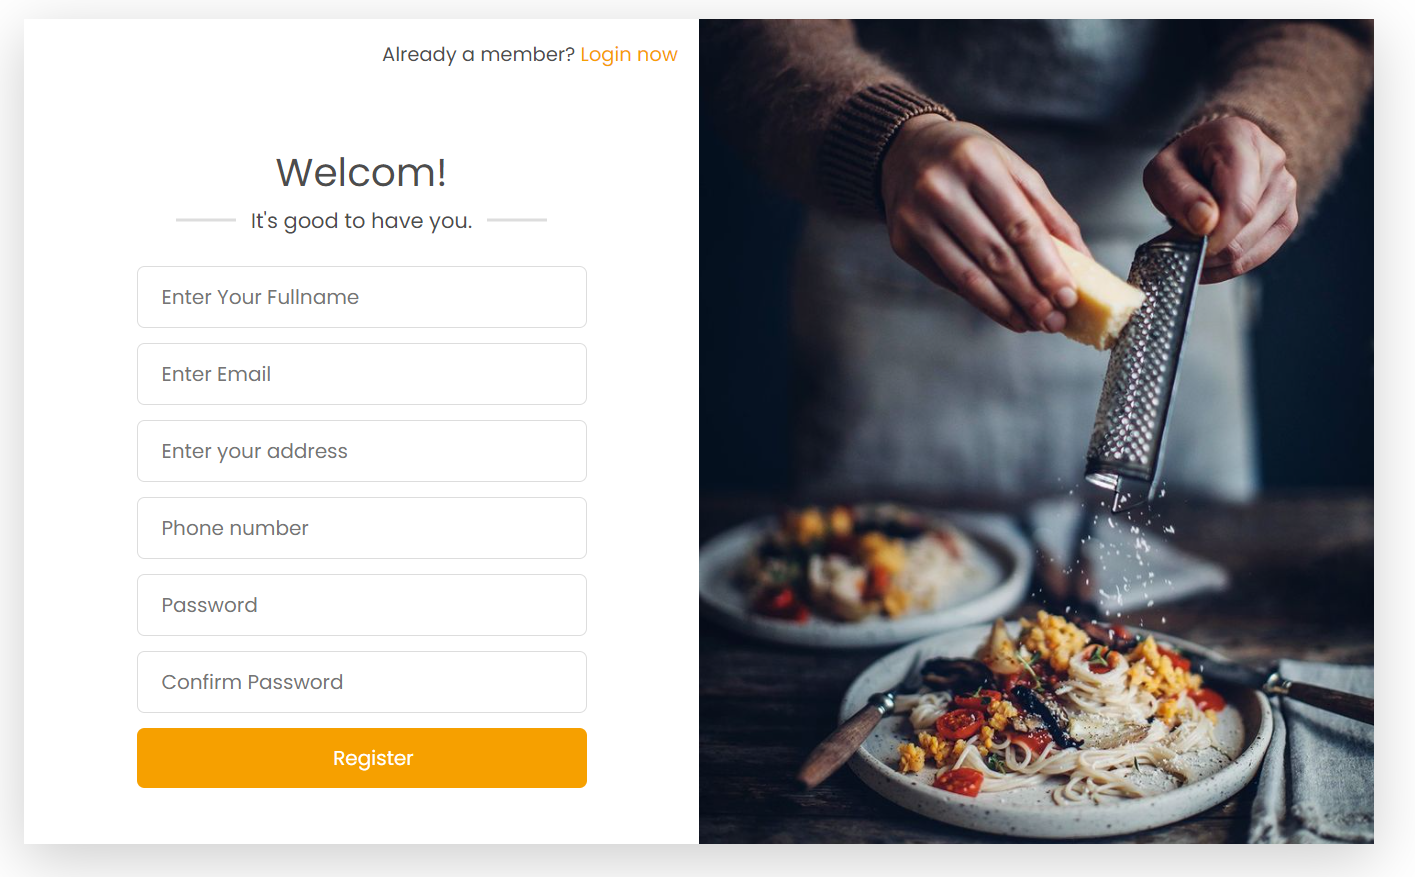 Already a member? Login now
Welcom!
It's good to have you.
Enter Your Fullname
Enter Email
Enter your address
Phone number
Password
Confirm Password
Register